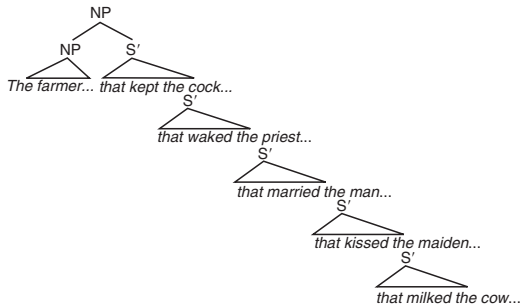 NP
NP S′
The farmer... that kept the cock...
S′
that waked the priest...
S′
that married the man...
S′
that kissed the maiden...
S′
that milked the cow...